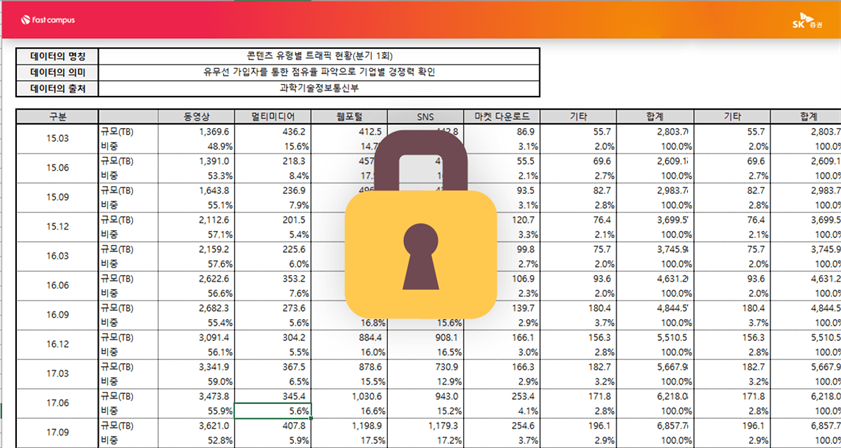 Fast campus
SK 증권
데이터의 명칭 콘텐츠 유형별 트래픽 현황(분기 1회)
데이터의 의미 유무선 가입자를 통한 점유율 파악으로 기업별 경쟁력 확인
데이터의 출처 과학기술정보통신부
구분 동영상 멀티미디어 웹포털 SNS 마켓 다운로드 기타 합계 기타 합계
15.03 규모(TB) 1,369.6 436.2 412.5 86.9 55.7 2,803.7 55.7 2,803.7
비중 48.9% 15.6% 3.1% 2.0% 100.0% 2.0% 100.0%
15.06 규모(TB) 1,391.0 218.3 55.5 69.6 2,609.1 69.6 2,609.1
비중 53.3% 8.4% 2.1% 2.7% 100.0% 2.7% 100.0%
15.09 규모(TB) 1,643.8 236.9 93.5 82.7 2,983.7 82.7 2,983.7
비중 55.1% 7.9% 3.1% 2.8% 100.0% 2.8% 100.0%
15.12 규모(TB) 2,112.6 201.5 120.7 76.4 3,699.5 76.4 3,699.5
비중 57.1% 5.4% 3.3% 2.1% 100.0% 2.1% 100.0%
16.03 규모(TB) 2,159.2 225.6 99.8 75.7 3,745.9 75.7 3,745.9
비중 57.6% 6.0% 2.7% 2.0% 100.0% 2.0% 100.0%
16.06 규모(TB) 2,622.6 353.2 106.9 93.6 4,631.2 93.6 4,631.2
비중 56.6% 7.6% 2.3% 2.0% 100.0% 2.0% 100.0%
16.09 규모(TB) 2,682.3 273.6 139.7 180.4 4,844.5 180.4 4,844.5
비중 55.4% 5.6% 16.8% 15.6% 2.9% 3.7% 100.0% 3.7% 100.0%
16.12 규모(TB) 3,091.4 304.2 884.4 908.1 166.1 156.3 5,510.5 156.3 5,510.5
비중 56.1% 5.5% 16.0% 16.5% 3.0% 2.8% 100.0% 2.8% 100.0%
17.03 규모(TB) 3,341.9 367.5 878.6 730.9 166.3 182.7 5,667.9 182.7 5,667.9
비중 59.0% 6.5% 15.5% 12.9% 2.9% 3.2% 100.0% 3.2% 100.0%
17.06 규모(TB) 3,473.8 345.4 1,030.6 943.0 253.4 171.8 6,218.0 171.8 6,218.0
비중 55.9% 5.6% 16.6% 15.2% 4.1% 2.8% 100.0% 2.8% 100.0%
17.09 규모(TB) 3,621.0 407.8 1,198.9 1,179.3 254.6 196.1 6,857.7 196.1 6,857.7
비중 52.8% 5.9% 17.5% 17.2% 3.7% 2.9% 100.0% 2.9% 100.0%